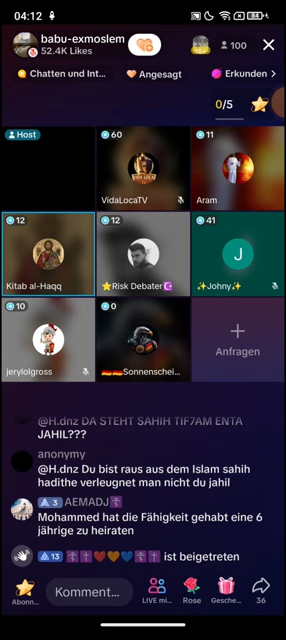 04:12
84
babu-exmoslem
52.4K Likes
100
Chatten und Int...
Angesagt
Erkunden >
0/5
Host
60
VidaLocaTV
11
Aram
12
Kitab al-Haqq
12
⭐Risk Debater☪
41
J
✨Johny✨
10
jerylofgross
0
🇩🇪🇩🇪Sonnenschei...
+
Anfragen
@H.dnz DA STEHT SAHIH TIF7AM ENTA
JAHIL???
anonymy
@H.dnz Du bist raus aus dem Islam sahih
hadithe verleugnet man nicht du jahil
3 AEMADJ☦
Mohammed hat die Fähigkeit gehabt eine 6
jährige zu heiraten
13 ☦✝❤🧡💙☦✝ ist beigetreten
Kommen...
Abonn...
LIVE mi...
Rose
Gesche...
36